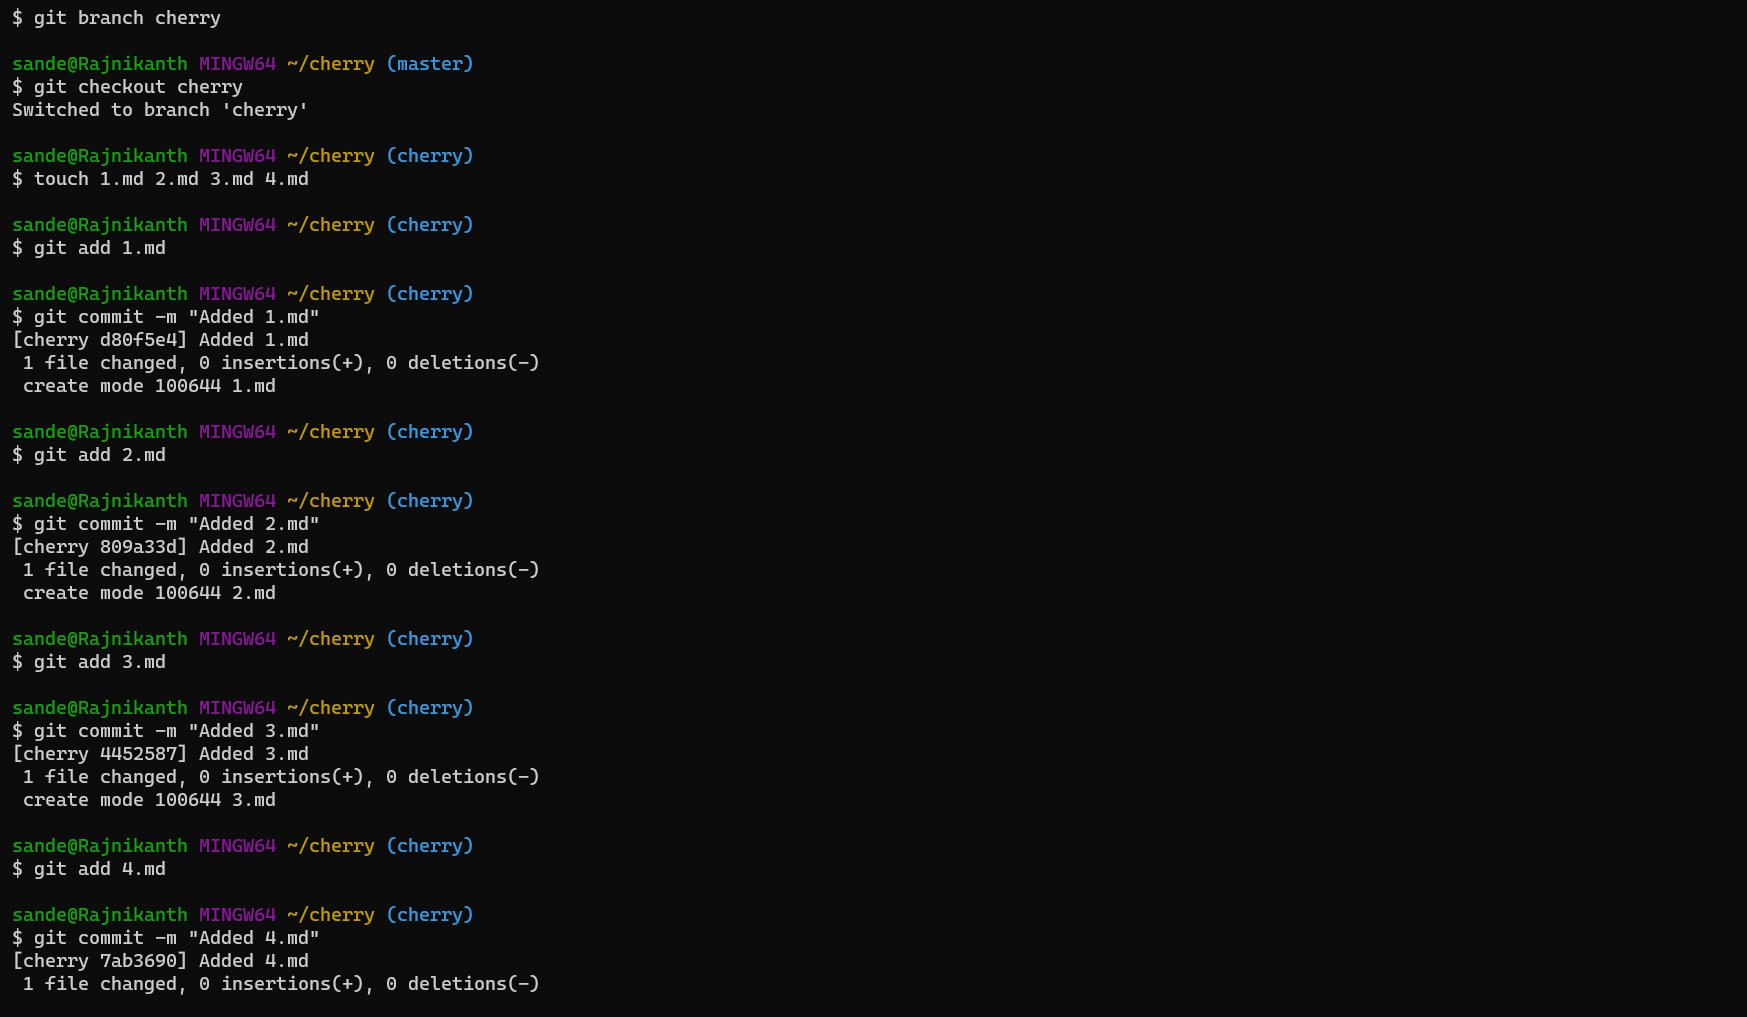 $ git branch cherry
sande@Rajnikanth MINGW64 ~/cherry (master)
$ git checkout cherry
Switched to branch 'cherry'
sande@Rajnikanth MINGW64 ~/cherry (cherry)
$ touch 1.md 2.md 3.md 4.md
sande@Rajnikanth MINGW64 ~/cherry (cherry)
$ git add 1.md
sande@Rajnikanth MINGW64 ~/cherry (cherry)
$ git commit -m "Added 1.md"
[cherry d80f5e4] Added 1.md
 1 file changed, 0 insertions(+), 0 deletions(-)
 create mode 100644 1.md
sande@Rajnikanth MINGW64 ~/cherry (cherry)
$ git add 2.md
sande@Rajnikanth MINGW64 ~/cherry (cherry)
$ git commit -m "Added 2.md"
[cherry 809a33d] Added 2.md
 1 file changed, 0 insertions(+), 0 deletions(-)
 create mode 100644 2.md
sande@Rajnikanth MINGW64 ~/cherry (cherry)
$ git add 3.md
sande@Rajnikanth MINGW64 ~/cherry (cherry)
$ git commit -m "Added 3.md"
[cherry 4452587] Added 3.md
 1 file changed, 0 insertions(+), 0 deletions(-)
 create mode 100644 3.md
sande@Rajnikanth MINGW64 ~/cherry (cherry)
$ git add 4.md
sande@Rajnikanth MINGW64 ~/cherry (cherry)
$ git commit -m "Added 4.md"
[cherry 7ab3690] Added 4.md
 1 file changed, 0 insertions(+), 0 deletions(-)